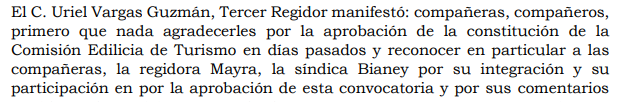 El C. Uriel Vargas Guzmán, Tercer Regidor manifestó: compañeras, compañeros,
primero que nada agradecerles por la aprobación de la constitución de la
Comisión Edilicia de Turismo en días pasados y reconocer en particular a las
compañeras, la regidora Mayra, la síndica Bianey por su integración y su
participación en por la aprobación de esta convocatoria y por sus comentarios